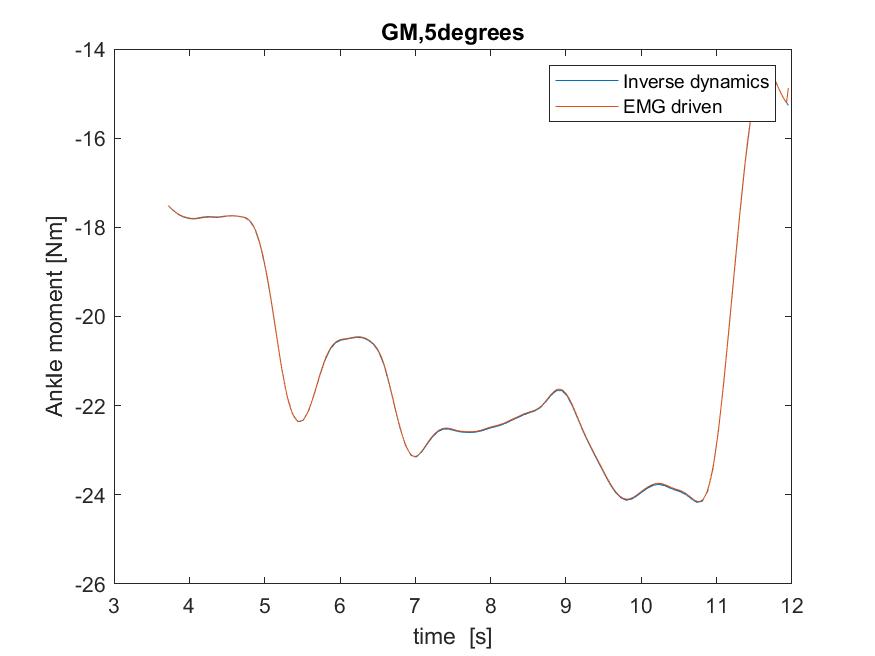 GM,5degrees
Inverse dynamics
EMG driven
-14
-16
-18
-20
-22
-24
-26
Ankle moment [Nm]
3 4 5 6 7 8 9 10 11 12
time [s]